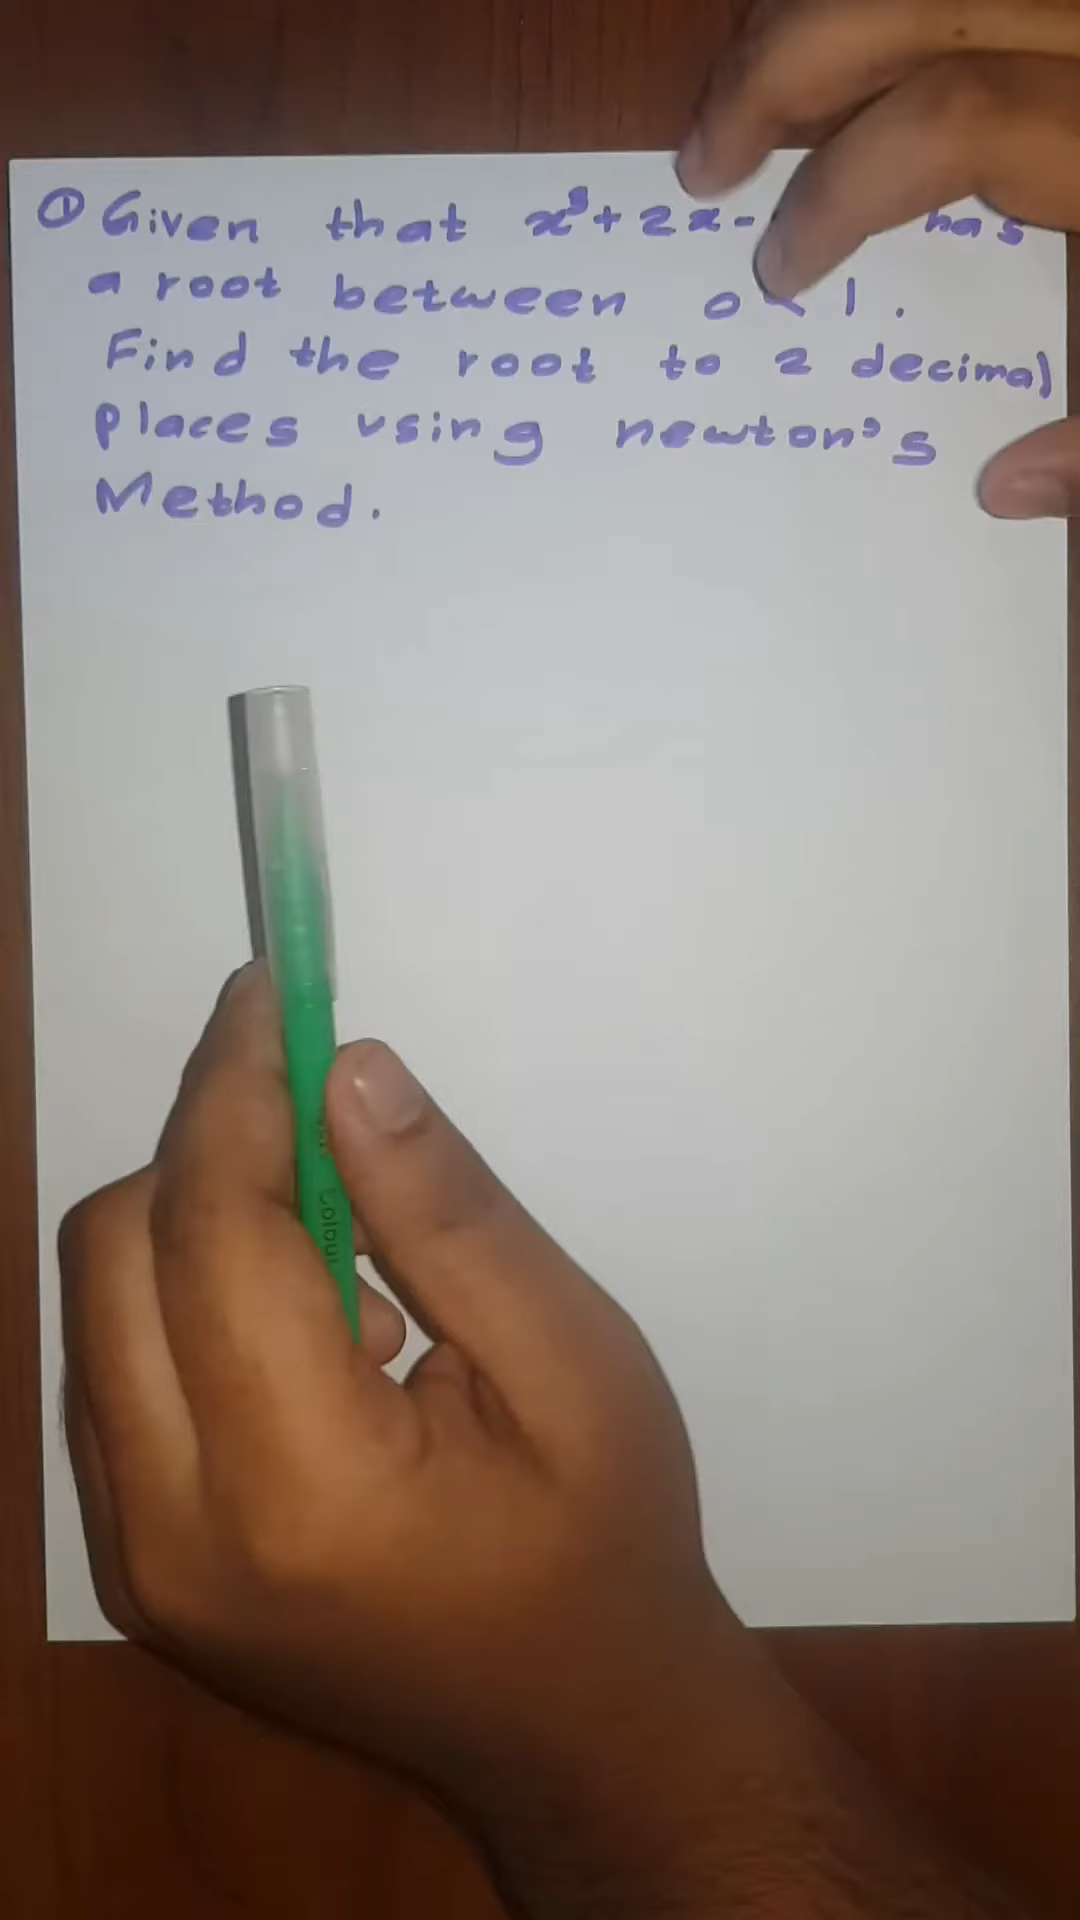 ① Given that x³+2x- has
a root between 0 & 1.
Find the root to 2 decimal
places using newton's
Method.
Colour